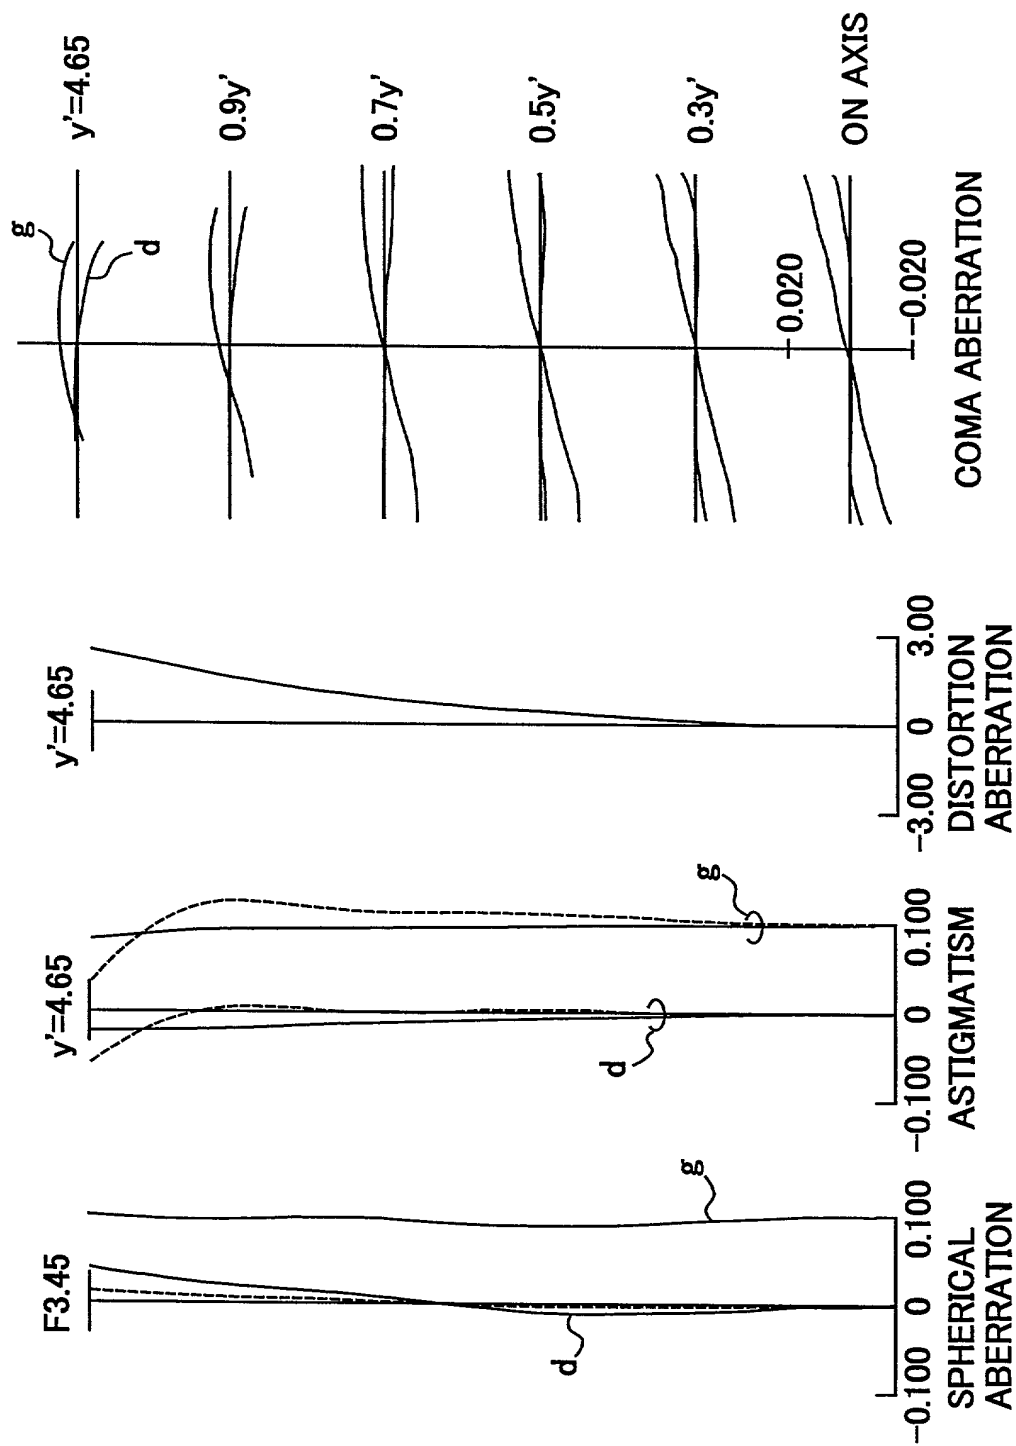 F3.45
g
d
−0.100
0
0.100
SPHERICAL
ABERRATION
y'=4.65
g
d
−0.100
0
0.100
ASTIGMATISM
y'=4.65
−3.00
0
3.00
DISTORTION
ABERRATION
y'=4.65
g
d
0.9y'
0.7y'
0.5y'
0.3y'
0.020
ON AXIS
−0.020
COMA ABERRATION